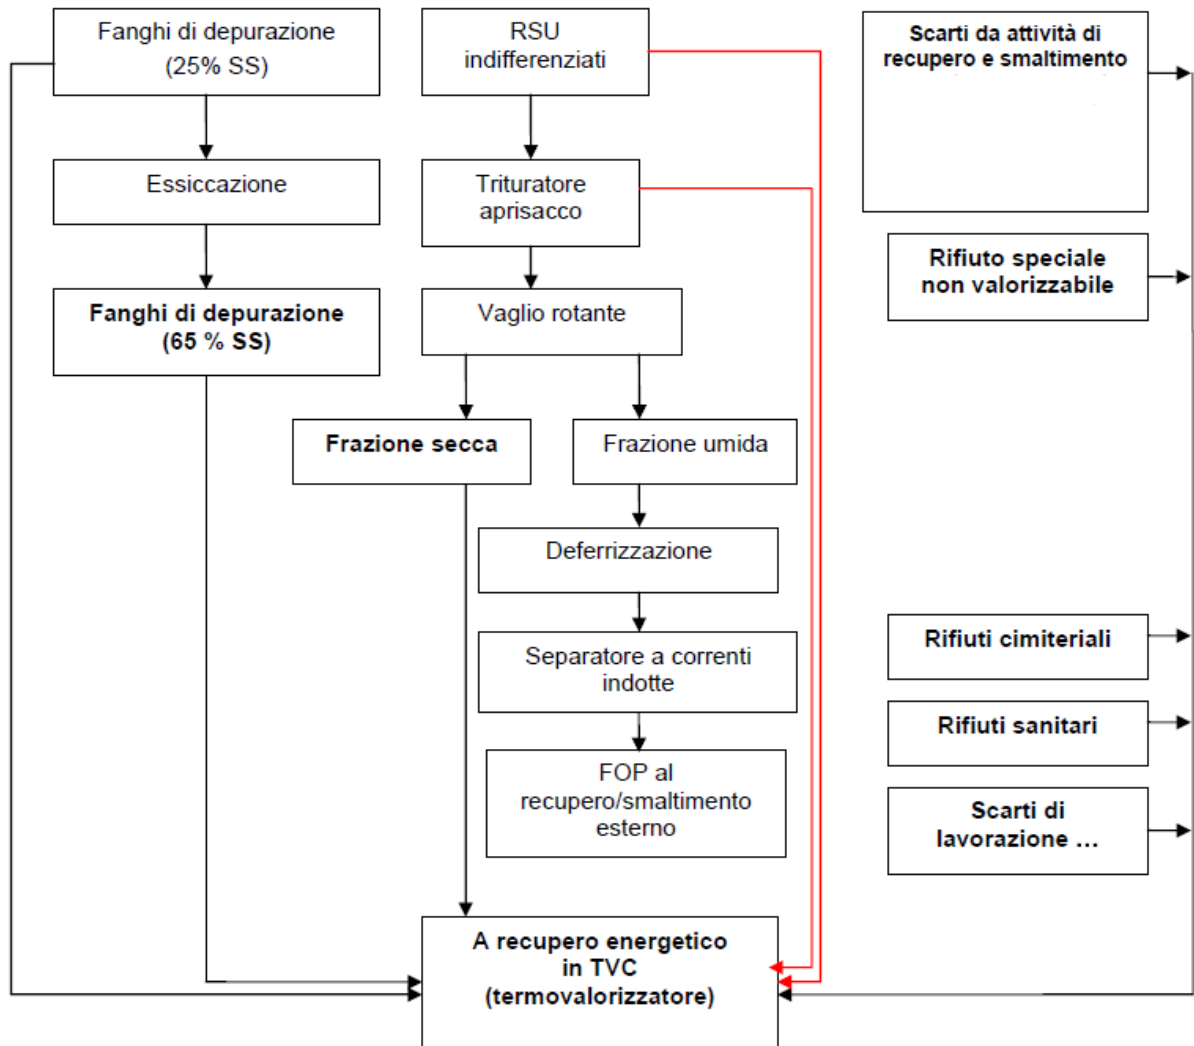 Fanghi di depurazione
(25% SS)
RSU
indifferenziati
Scarti da attività di
recupero e smaltimento
Essiccazione
Trituratore
aprisacco
Rifiuto speciale
non valorizzabile
Fanghi di depurazione
(65 % SS)
Vaglio rotante
Frazione secca
Frazione umida
Deferrizzazione
Separatore a correnti
indotte
FOP al
recupero/smaltimento
esterno
Rifiuti cimiteriali
Rifiuti sanitari
Scarti di
lavorazione ...
A recupero energetico
in TVC
(termovalorizzatore)